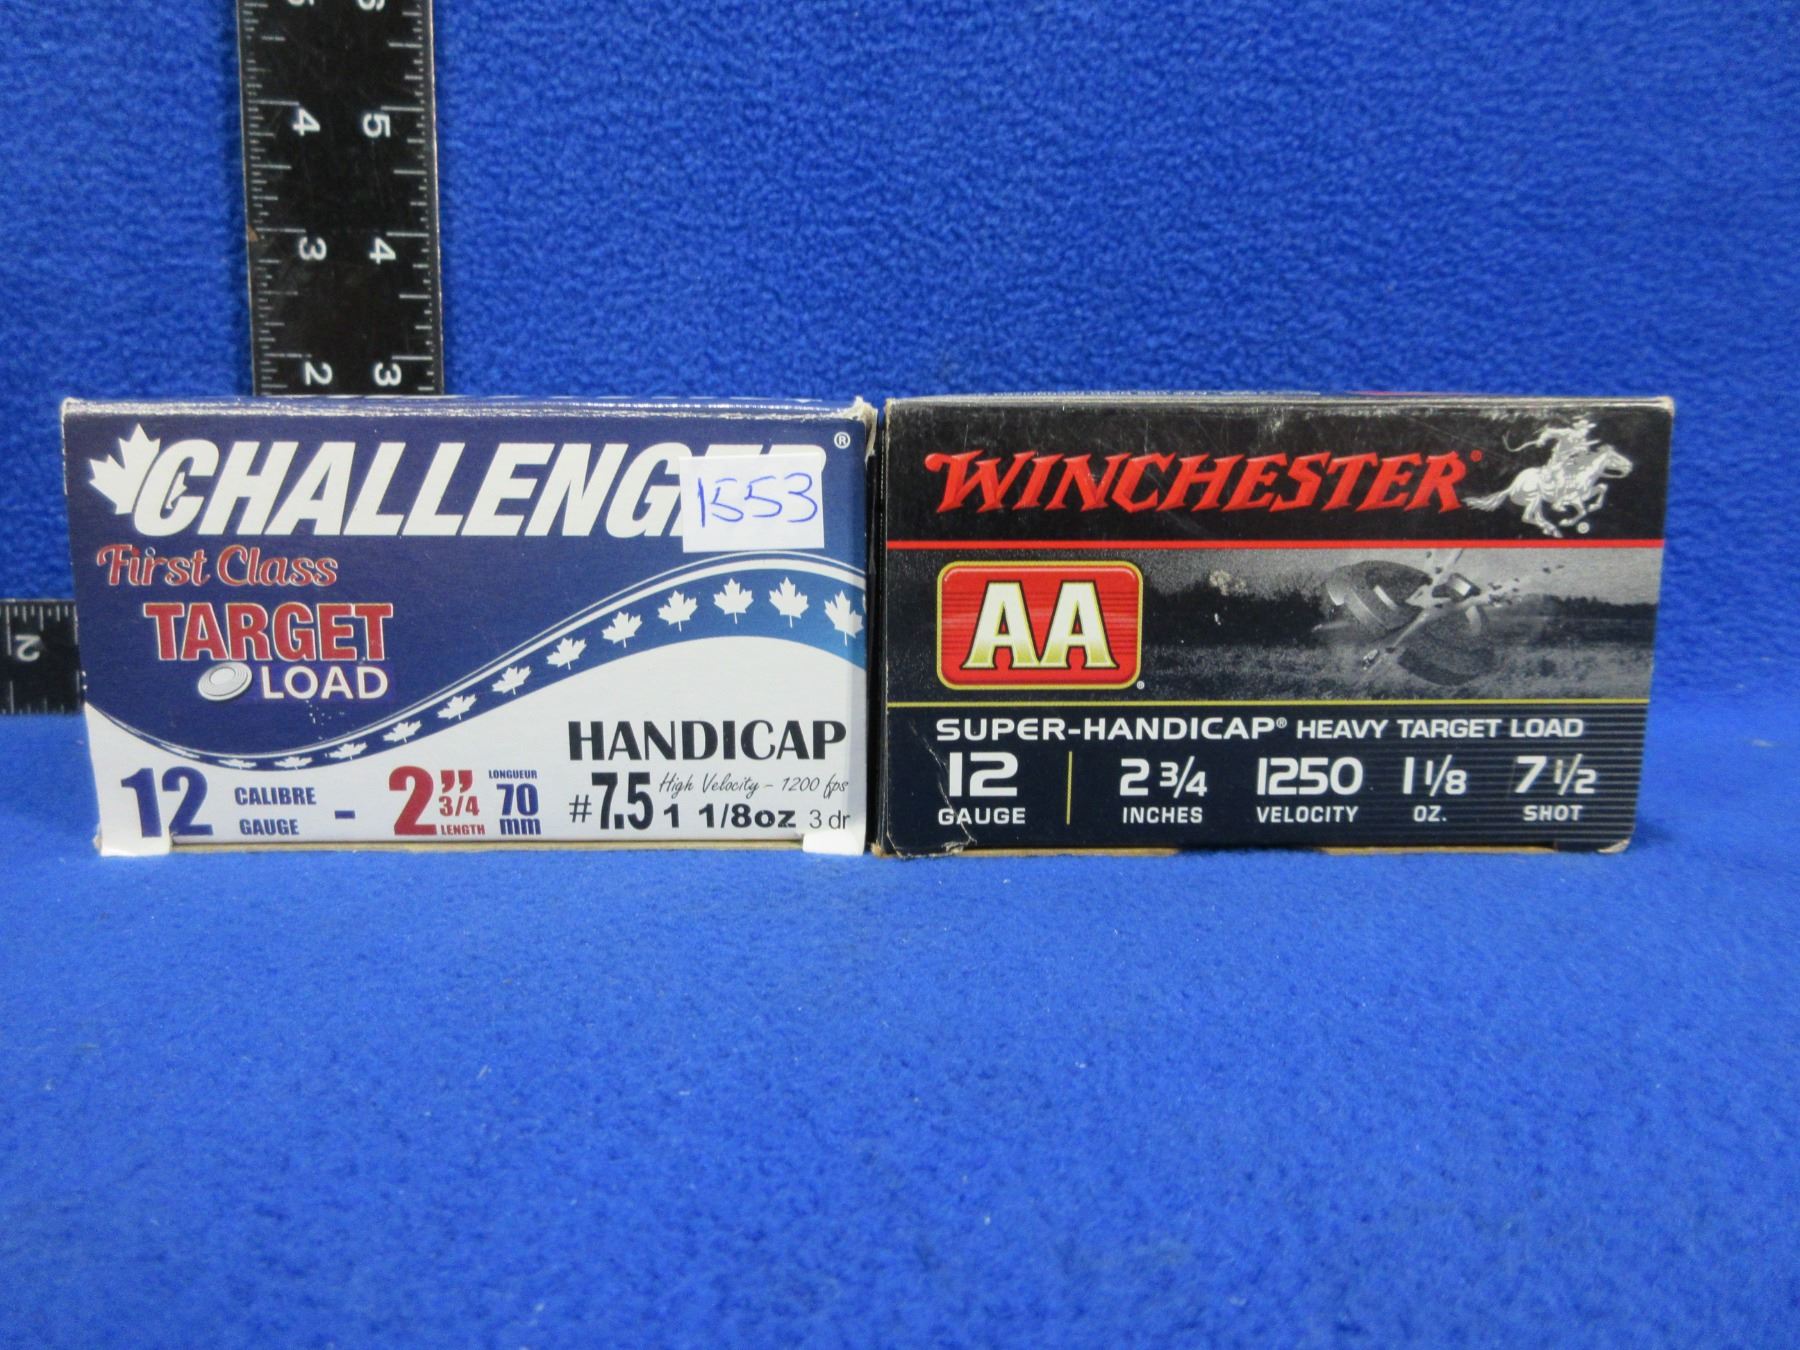 6
4 5
3 4
2 3
2
CHALLENGER®
1553
First Class
TARGET
LOAD
HANDICAP
12 CALIBRE GAUGE - 2" 3/4 LENGTH LONGUEUR 70 mm
#7.5 High Velocity - 1200 fps
1 1/8oz 3 dr
WINCHESTER®
AA®
SUPER-HANDICAP® HEAVY TARGET LOAD
12 2 3/4 1250 1 1/8 7 1/2
GAUGE INCHES VELOCITY OZ. SHOT